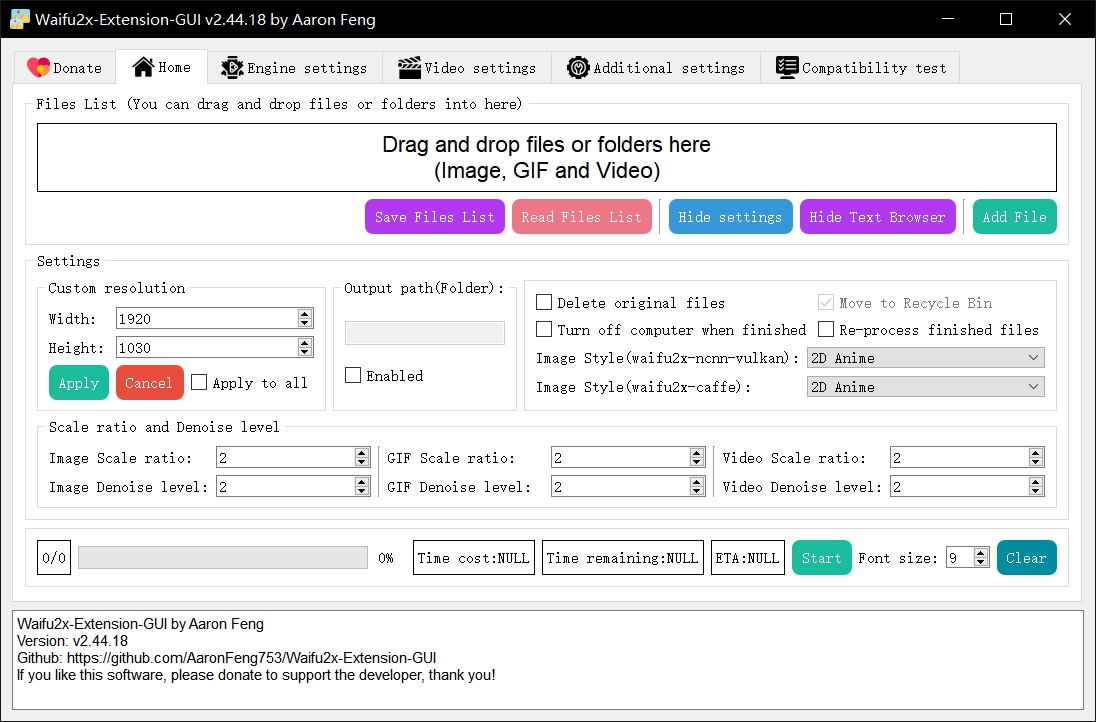 Waifu2x-Extension-GUI v2.44.18 by Aaron Feng
Donate
Home
Engine settings
Video settings
Additional settings
Compatibility test
Files List (You can drag and drop files or folders into here)
Drag and drop files or folders here
(Image, GIF and Video)
Save Files List
Read Files List
Hide settings
Hide Text Browser
Add File
Settings
Custom resolution
Width: 1920
Height: 1030
Apply
Cancel
Apply to all
Output path(Folder):
Enabled
Delete original files
Move to Recycle Bin
Turn off computer when finished
Re-process finished files
Image Style(waifu2x-ncnn-vulkan): 2D Anime
Image Style(waifu2x-caffe): 2D Anime
Scale ratio and Denoise level
Image Scale ratio: 2
GIF Scale ratio: 2
Video Scale ratio: 2
Image Denoise level: 2
GIF Denoise level: 2
Video Denoise level: 2
0/0
0%
Time cost:NULL
Time remaining:NULL
ETA:NULL
Start
Font size: 9
Clear
Waifu2x-Extension-GUI by Aaron Feng
Version: v2.44.18
Github: https://github.com/AaronFeng753/Waifu2x-Extension-GUI
If you like this software, please donate to support the developer, thank you!